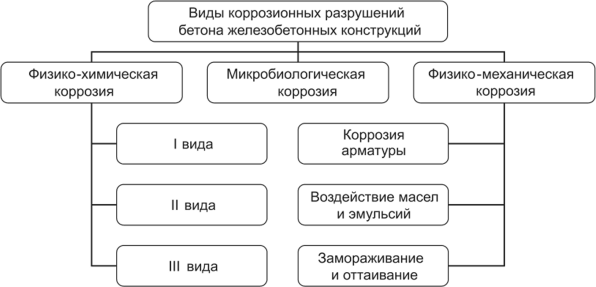 Виды коррозионных разрушений
бетона железобетонных конструкций
Физико-химическая
коррозия
Микробиологическая
коррозия
Физико-механическая
коррозия
I вида
Коррозия
арматуры
II вида
Воздействие масел
и эмульсий
III вида
Замораживание
и оттаивание